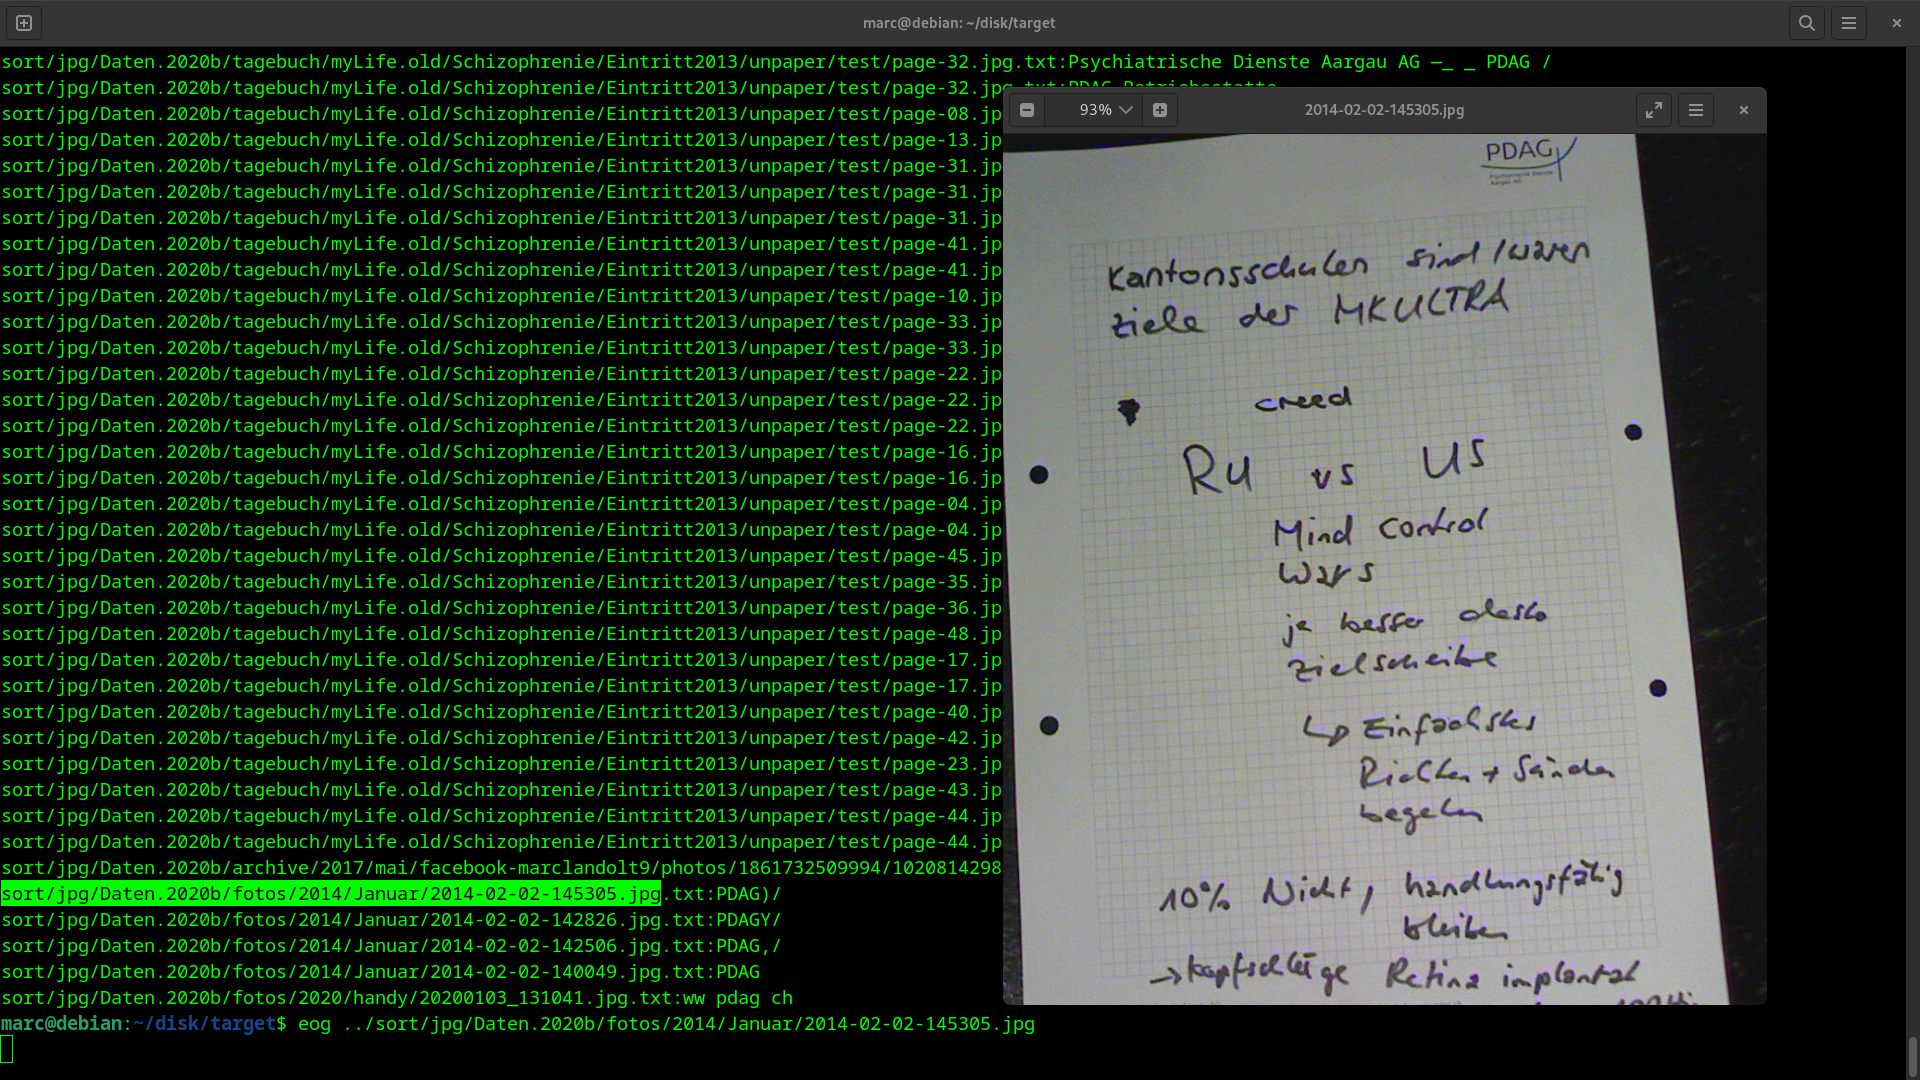 marc@debian: ~/disk/target
sort/jpg/Daten.2020b/tagebuch/myLife.old/Schizophrenie/Eintritt2013/unpaper/test/page-32.jpg.txt:Psychiatrische Dienste Aargau AG —_ _ PDAG /
sort/jpg/Daten.2020b/tagebuch/myLife.old/Schizophrenie/Eintritt2013/unpaper/test/page-32.jpg.txt:PDAG Betriebsstätte
sort/jpg/Daten.2020b/tagebuch/myLife.old/Schizophrenie/Eintritt2013/unpaper/test/page-08.jp
sort/jpg/Daten.2020b/tagebuch/myLife.old/Schizophrenie/Eintritt2013/unpaper/test/page-13.jp
sort/jpg/Daten.2020b/tagebuch/myLife.old/Schizophrenie/Eintritt2013/unpaper/test/page-31.jp
sort/jpg/Daten.2020b/tagebuch/myLife.old/Schizophrenie/Eintritt2013/unpaper/test/page-31.jp
sort/jpg/Daten.2020b/tagebuch/myLife.old/Schizophrenie/Eintritt2013/unpaper/test/page-31.jp
sort/jpg/Daten.2020b/tagebuch/myLife.old/Schizophrenie/Eintritt2013/unpaper/test/page-41.jp
sort/jpg/Daten.2020b/tagebuch/myLife.old/Schizophrenie/Eintritt2013/unpaper/test/page-41.jp
sort/jpg/Daten.2020b/tagebuch/myLife.old/Schizophrenie/Eintritt2013/unpaper/test/page-10.jp
sort/jpg/Daten.2020b/tagebuch/myLife.old/Schizophrenie/Eintritt2013/unpaper/test/page-33.jp
sort/jpg/Daten.2020b/tagebuch/myLife.old/Schizophrenie/Eintritt2013/unpaper/test/page-33.jp
sort/jpg/Daten.2020b/tagebuch/myLife.old/Schizophrenie/Eintritt2013/unpaper/test/page-22.jp
sort/jpg/Daten.2020b/tagebuch/myLife.old/Schizophrenie/Eintritt2013/unpaper/test/page-22.jp
sort/jpg/Daten.2020b/tagebuch/myLife.old/Schizophrenie/Eintritt2013/unpaper/test/page-22.jp
sort/jpg/Daten.2020b/tagebuch/myLife.old/Schizophrenie/Eintritt2013/unpaper/test/page-16.jp
sort/jpg/Daten.2020b/tagebuch/myLife.old/Schizophrenie/Eintritt2013/unpaper/test/page-16.jp
sort/jpg/Daten.2020b/tagebuch/myLife.old/Schizophrenie/Eintritt2013/unpaper/test/page-04.jp
sort/jpg/Daten.2020b/tagebuch/myLife.old/Schizophrenie/Eintritt2013/unpaper/test/page-04.jp
sort/jpg/Daten.2020b/tagebuch/myLife.old/Schizophrenie/Eintritt2013/unpaper/test/page-45.jp
sort/jpg/Daten.2020b/tagebuch/myLife.old/Schizophrenie/Eintritt2013/unpaper/test/page-35.jp
sort/jpg/Daten.2020b/tagebuch/myLife.old/Schizophrenie/Eintritt2013/unpaper/test/page-36.jp
sort/jpg/Daten.2020b/tagebuch/myLife.old/Schizophrenie/Eintritt2013/unpaper/test/page-48.jp
sort/jpg/Daten.2020b/tagebuch/myLife.old/Schizophrenie/Eintritt2013/unpaper/test/page-17.jp
sort/jpg/Daten.2020b/tagebuch/myLife.old/Schizophrenie/Eintritt2013/unpaper/test/page-17.jp
sort/jpg/Daten.2020b/tagebuch/myLife.old/Schizophrenie/Eintritt2013/unpaper/test/page-40.jp
sort/jpg/Daten.2020b/tagebuch/myLife.old/Schizophrenie/Eintritt2013/unpaper/test/page-42.jp
sort/jpg/Daten.2020b/tagebuch/myLife.old/Schizophrenie/Eintritt2013/unpaper/test/page-23.jp
sort/jpg/Daten.2020b/tagebuch/myLife.old/Schizophrenie/Eintritt2013/unpaper/test/page-43.jp
sort/jpg/Daten.2020b/tagebuch/myLife.old/Schizophrenie/Eintritt2013/unpaper/test/page-44.jp
sort/jpg/Daten.2020b/tagebuch/myLife.old/Schizophrenie/Eintritt2013/unpaper/test/page-44.jp
sort/jpg/Daten.2020b/archive/2017/mai/facebook-marclandolt9/photos/1861732509994/1020814298
sort/jpg/Daten.2020b/fotos/2014/Januar/2014-02-02-145305.jpg.txt:PDAG)/
sort/jpg/Daten.2020b/fotos/2014/Januar/2014-02-02-142826.jpg.txt:PDAGY/
sort/jpg/Daten.2020b/fotos/2014/Januar/2014-02-02-142506.jpg.txt:PDAG,/
sort/jpg/Daten.2020b/fotos/2014/Januar/2014-02-02-140049.jpg.txt:PDAG
sort/jpg/Daten.2020b/fotos/2020/handy/20200103_131041.jpg.txt:ww pdag ch
marc@debian:~/disk/target$ eog ../sort/jpg/Daten.2020b/fotos/2014/Januar/2014-02-02-145305.jpg
93%
2014-02-02-145305.jpg
PDAG
Psychiatrische Dienste
Aargau AG
Kantonsschulen sind/waren
ziele der MKULTRA
creed
Ru vs US
Mind Control
Wars
je besser desto
zielscheibe
↳ Einfachstes
+ Sünden
begehen
10% Nicht, handlungsfähig
bleiben
→ Kopfschläge Retina implantat